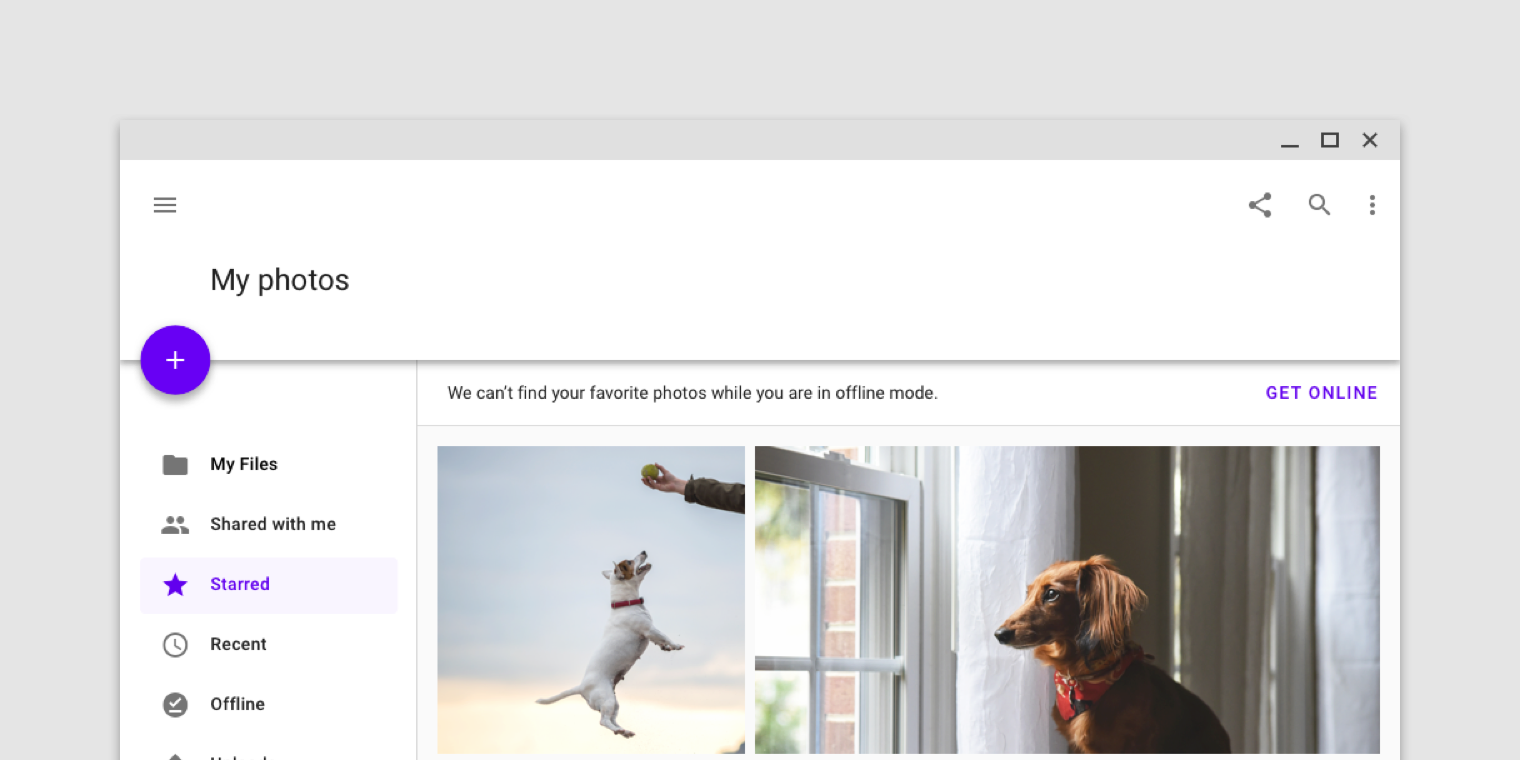 My photos
We can’t find your favorite photos while you are in offline mode.
GET ONLINE
My Files
Shared with me
Starred
Recent
Offline